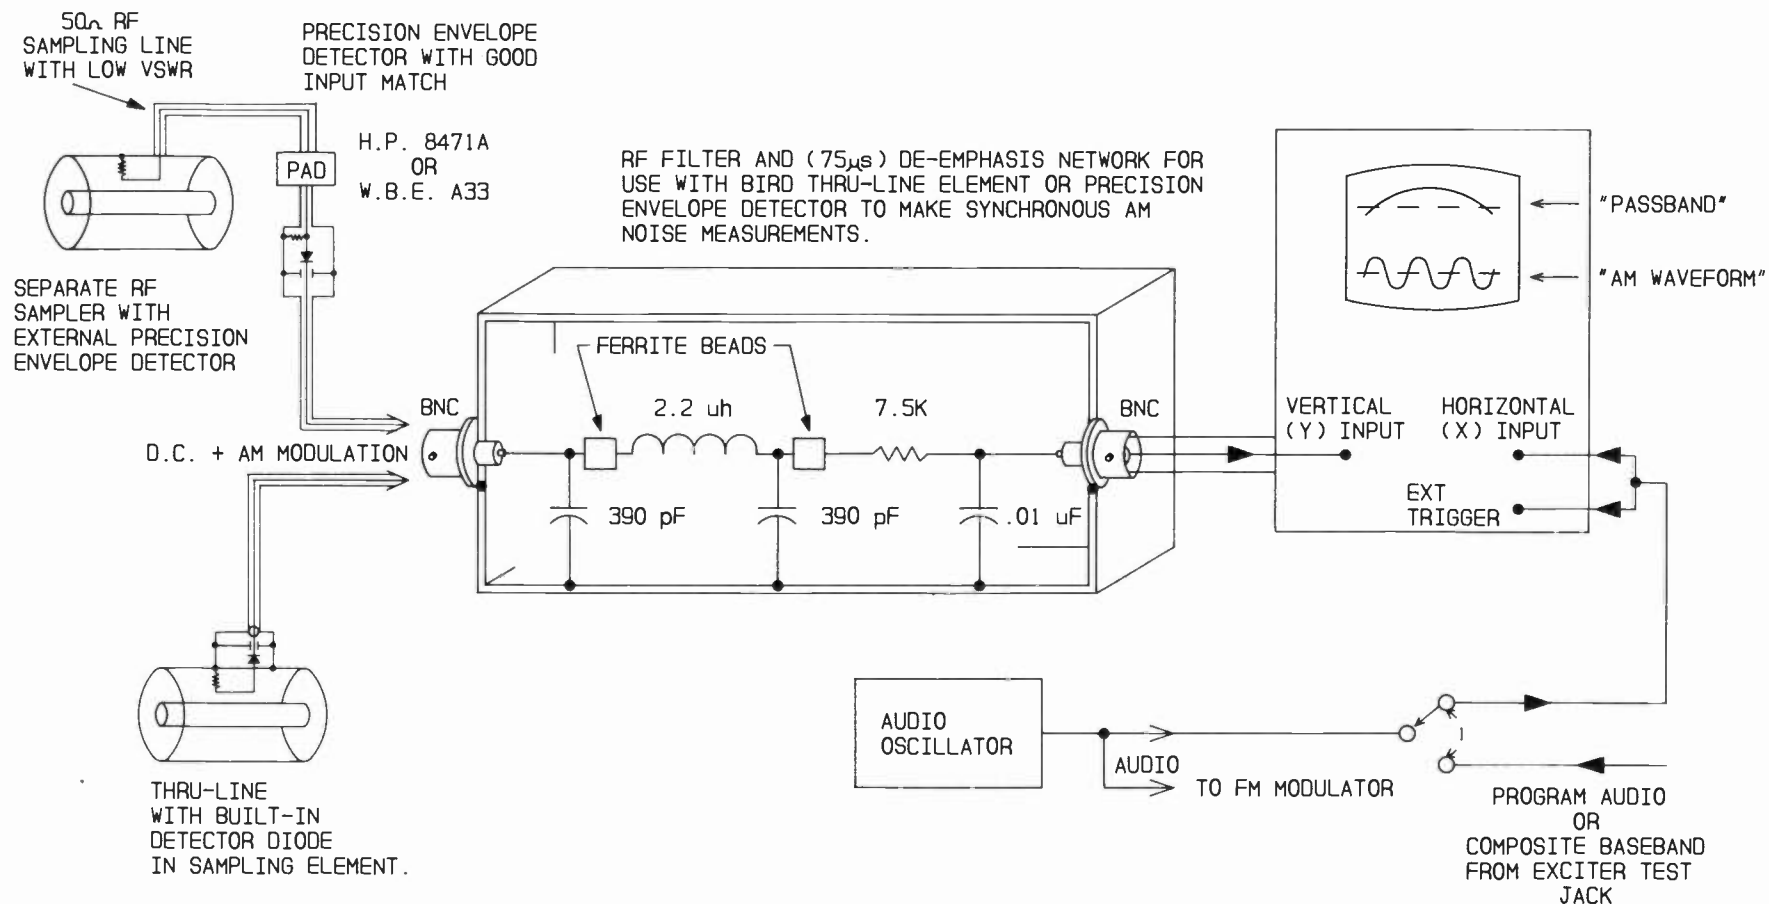 50Ω RF
SAMPLING LINE
WITH LOW VSWR
PRECISION ENVELOPE
DETECTOR WITH GOOD
INPUT MATCH
PAD
H.P. 8471A
OR
W.B.E. A33
SEPARATE RF
SAMPLER WITH
EXTERNAL PRECISION
ENVELOPE DETECTOR
RF FILTER AND (75µs) DE-EMPHASIS NETWORK FOR
USE WITH BIRD THRU-LINE ELEMENT OR PRECISION
ENVELOPE DETECTOR TO MAKE SYNCHRONOUS AM
NOISE MEASUREMENTS.
"PASSBAND"
"AM WAVEFORM"
FERRITE BEADS
BNC
2.2 uh
7.5K
BNC
D.C. + AM MODULATION
390 pF
390 pF
.01 uF
VERTICAL
(Y) INPUT
HORIZONTAL
(X) INPUT
EXT
TRIGGER
THRU-LINE
WITH BUILT-IN
DETECTOR DIODE
IN SAMPLING ELEMENT.
AUDIO
OSCILLATOR
AUDIO
TO FM MODULATOR
PROGRAM AUDIO
OR
COMPOSITE BASEBAND
FROM EXCITER TEST
JACK